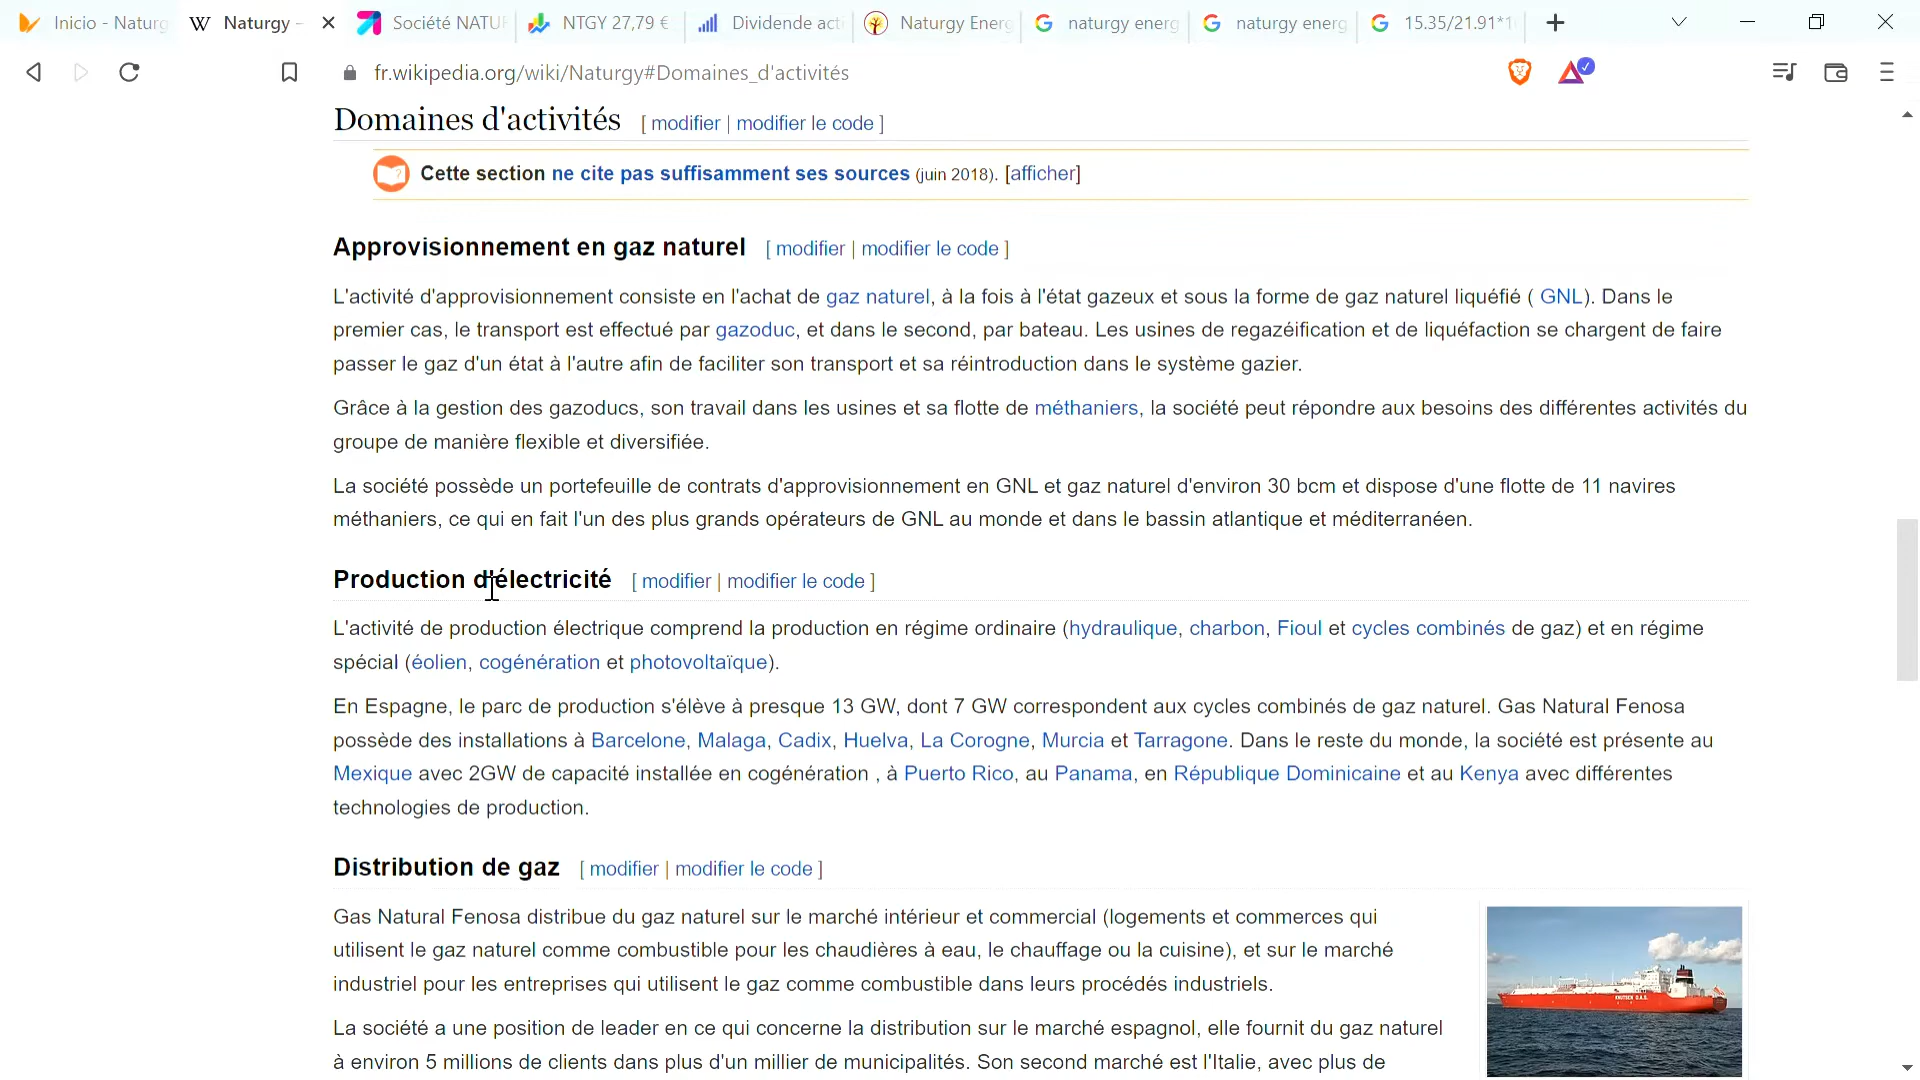 Inicio - Naturg
Naturgy -
Société NATUR
NTGY 27,79 €
Dividende act
Naturgy Energ
naturgy energ
naturgy energ
15.35/21.91*1
fr.wikipedia.org/wiki/Naturgy#Domaines_d'activités
Domaines d'activités [ modifier | modifier le code ]
Cette section ne cite pas suffisamment ses sources (juin 2018). [afficher]
Approvisionnement en gaz naturel [ modifier | modifier le code ]
L'activité d'approvisionnement consiste en l'achat de gaz naturel, à la fois à l'état gazeux et sous la forme de gaz naturel liquéfié ( GNL). Dans le
premier cas, le transport est effectué par gazoduc, et dans le second, par bateau. Les usines de regazéification et de liquéfaction se chargent de faire
passer le gaz d'un état à l'autre afin de faciliter son transport et sa réintroduction dans le système gazier.
Grâce à la gestion des gazoducs, son travail dans les usines et sa flotte de méthaniers, la société peut répondre aux besoins des différentes activités du
groupe de manière flexible et diversifiée.
La société possède un portefeuille de contrats d'approvisionnement en GNL et gaz naturel d'environ 30 bcm et dispose d'une flotte de 11 navires
méthaniers, ce qui en fait l'un des plus grands opérateurs de GNL au monde et dans le bassin atlantique et méditerranéen.
Production d'électricité [ modifier | modifier le code ]
L'activité de production électrique comprend la production en régime ordinaire (hydraulique, charbon, Fioul et cycles combinés de gaz) et en régime
spécial (éolien, cogénération et photovoltaïque).
En Espagne, le parc de production s'élève à presque 13 GW, dont 7 GW correspondent aux cycles combinés de gaz naturel. Gas Natural Fenosa
possède des installations à Barcelone, Malaga, Cadix, Huelva, La Corogne, Murcia et Tarragone. Dans le reste du monde, la société est présente au
Mexique avec 2GW de capacité installée en cogénération , à Puerto Rico, au Panama, en République Dominicaine et au Kenya avec différentes
technologies de production.
Distribution de gaz [ modifier | modifier le code ]
Gas Natural Fenosa distribue du gaz naturel sur le marché intérieur et commercial (logements et commerces qui
utilisent le gaz naturel comme combustible pour les chaudières à eau, le chauffage ou la cuisine), et sur le marché
industriel pour les entreprises qui utilisent le gaz comme combustible dans leurs procédés industriels.
La société a une position de leader en ce qui concerne la distribution sur le marché espagnol, elle fournit du gaz naturel
à environ 5 millions de clients dans plus d'un millier de municipalités. Son second marché est l'Italie, avec plus de
KNUTSEN O.A.S.